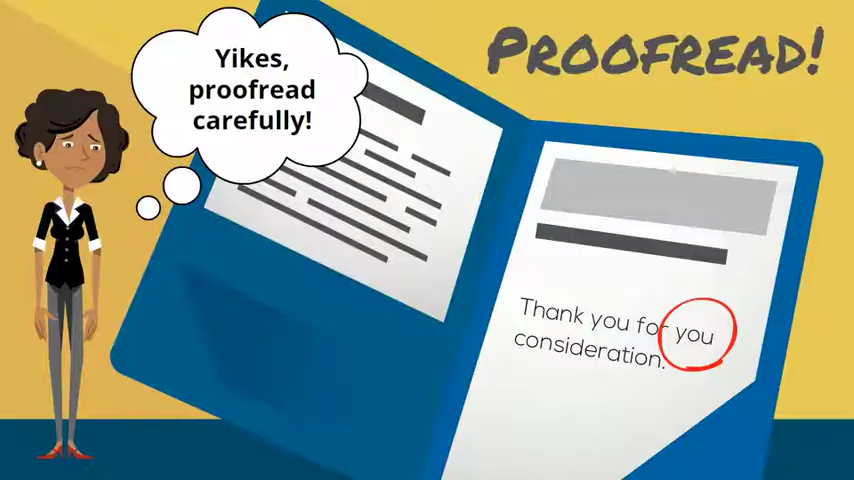 Yikes,
proofread
carefully!
PROOFREAD!
Thank you for you
consideration.